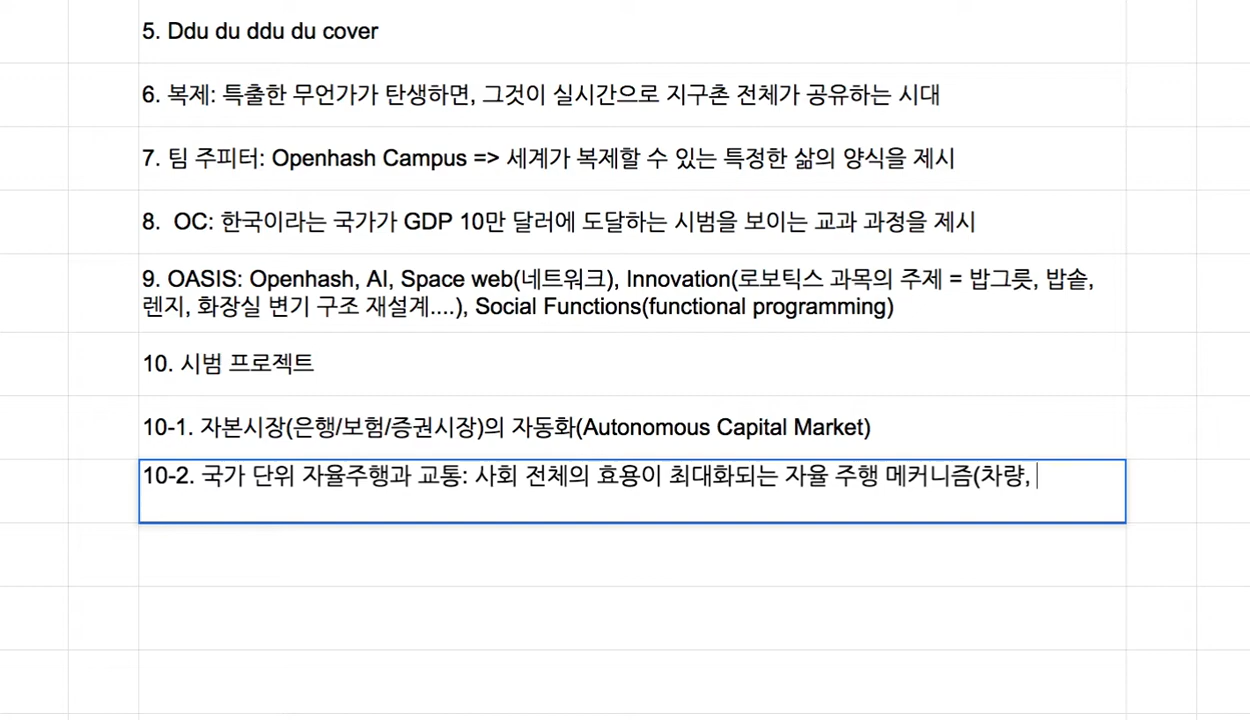 5. Ddu du ddu du cover
6. 복제: 특출한 무언가가 탄생하면, 그것이 실시간으로 지구촌 전체가 공유하는 시대
7. 팀 주피터: Openhash Campus => 세계가 복제할 수 있는 특정한 삶의 양식을 제시
8. OC: 한국이라는 국가가 GDP 10만 달러에 도달하는 시범을 보이는 교과 과정을 제시
9. OASIS: Openhash, AI, Space web(네트워크), Innovation(로보틱스 과목의 주제 = 밥그릇, 밥솥,
렌지, 화장실 변기 구조 재설계....), Social Functions(functional programming)
10. 시범 프로젝트
10-1. 자본시장(은행/보험/증권시장)의 자동화(Autonomous Capital Market)
10-2. 국가 단위 자율주행과 교통: 사회 전체의 효용이 최대화되는 자율 주행 메커니즘(차량,